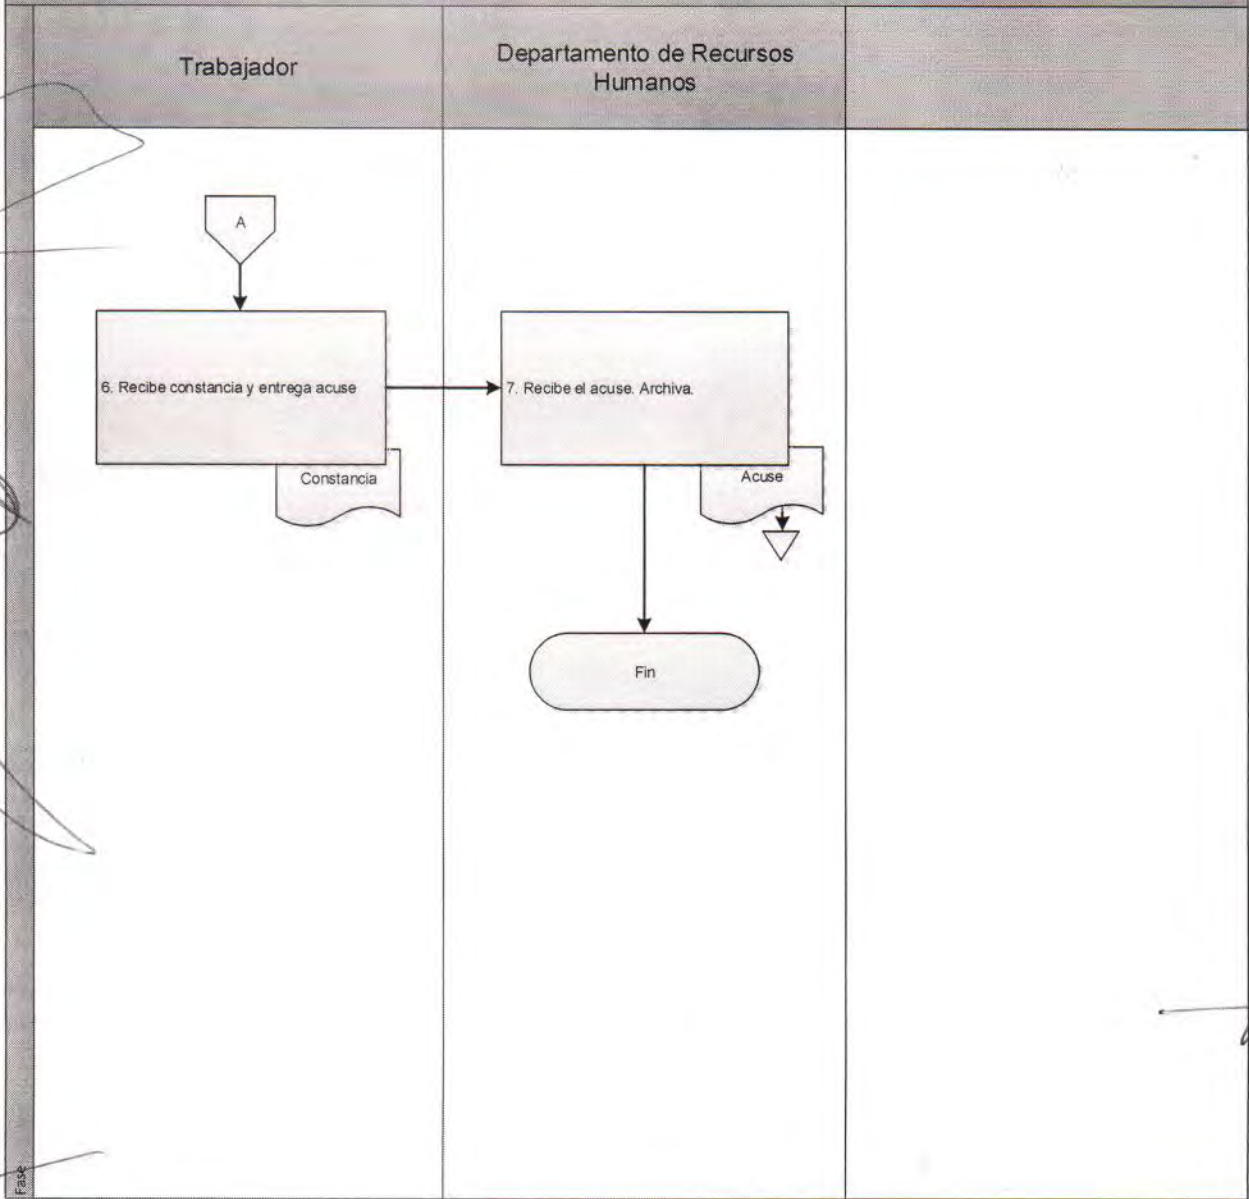 Trabajador
Departamento de Recursos
Humanos
A
6. Recibe constancia y entrega acuse
7. Recibe el acuse. Archiva.
Constancia
Acuse
Fin
Fase